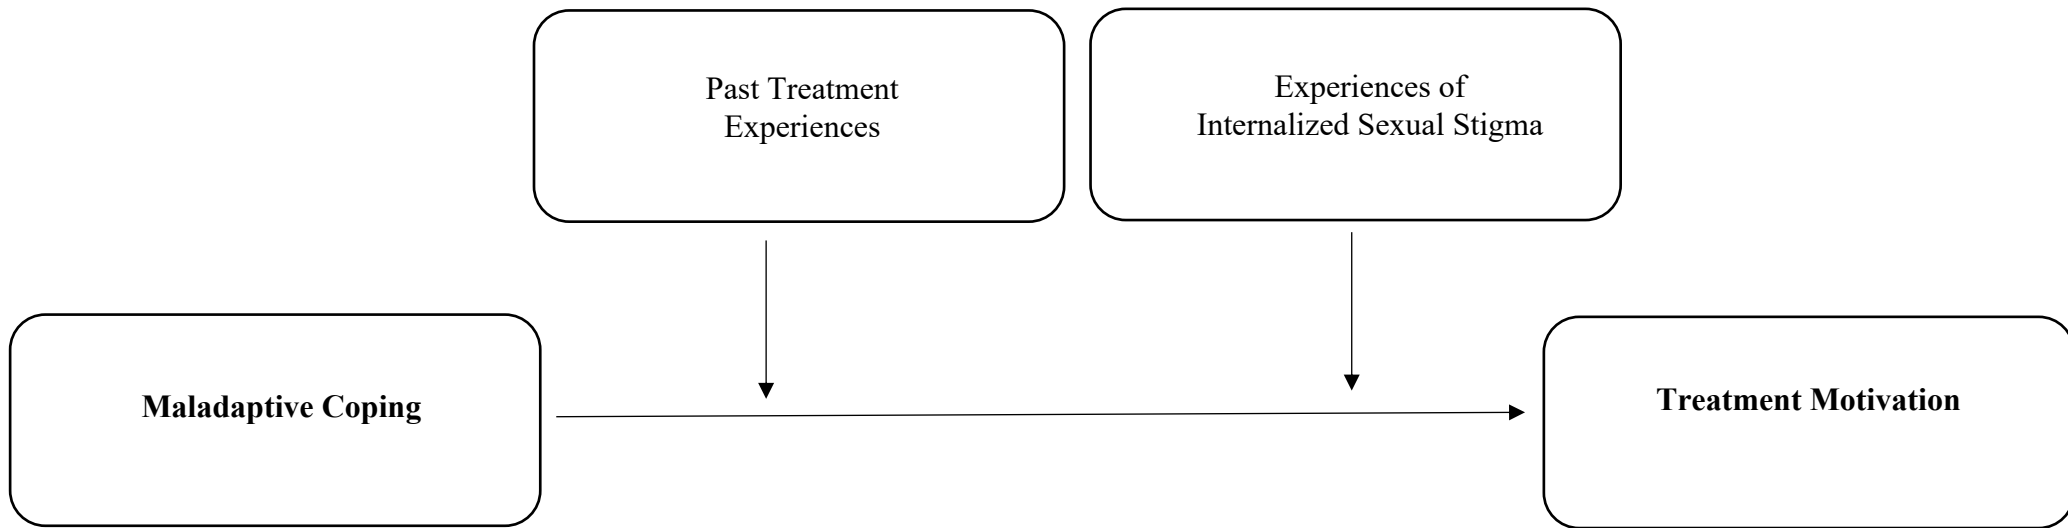 Past Treatment
Experiences
Experiences of
Internalized Sexual Stigma
Maladaptive Coping
Treatment Motivation